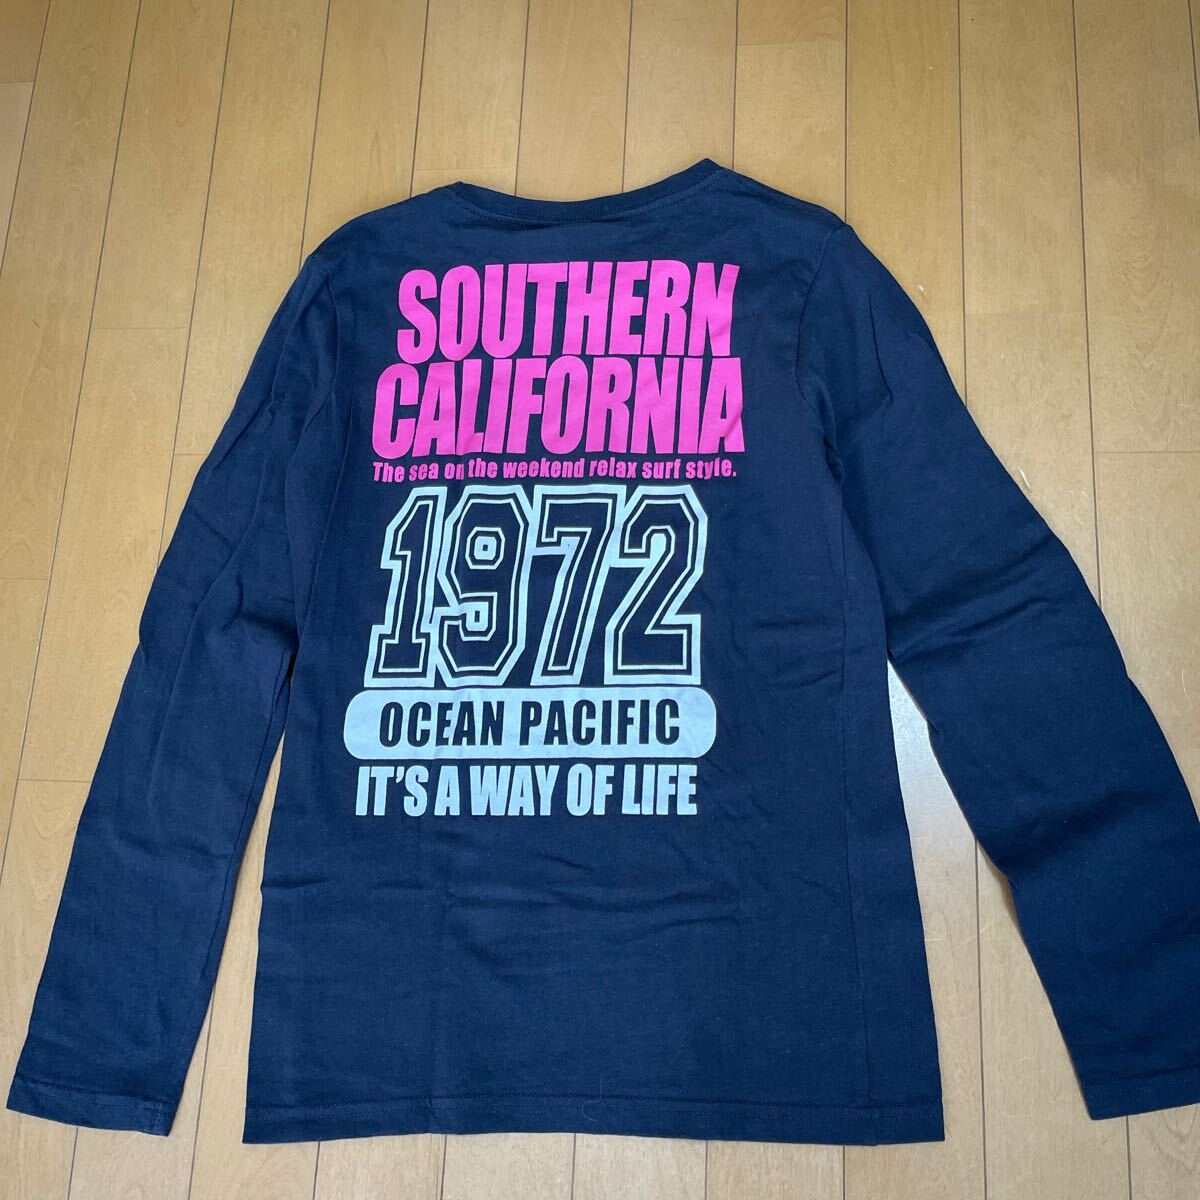 SOUTHERN
CALIFORNIA
The sea on the weekend relax surf style.
1972
OCEAN PACIFIC
IT'S A WAY OF LIFE